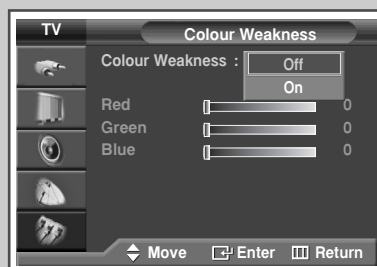 TV
Colour Weakness
Colour Weakness : Off
On
Red 0
Green 0
Blue 0
Move Enter Return